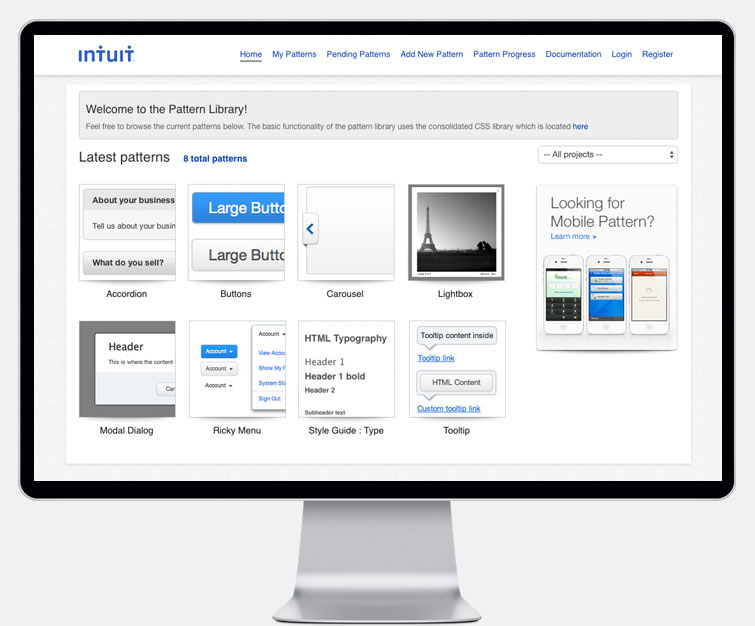 intuit
Home My Patterns Pending Patterns Add New Pattern Pattern Progress Documentation Login Register
Welcome to the Pattern Library!
Feel free to browse the current patterns below. The basic functionality of the pattern library uses the consolidated CSS library which is located here
Latest patterns 8 total patterns
-- All projects --
About your business
Tell us about your busin
What do you sell?
Accordion
Large Butto
Large Butto
Buttons
Carousel
Lightbox
Looking for
Mobile Pattern?
Learn more >
Header
This is where the content
Can
Modal Dialog
Account
Account
Account
Account
View Accou
Show My P
System Sta
Sign Out
Ricky Menu
HTML Typography
Header 1
Header 1 bold
Header 2
Subheader text
Style Guide : Type
Tooltip content inside
Tooltip link
HTML Content
Custom tooltip link
Tooltip